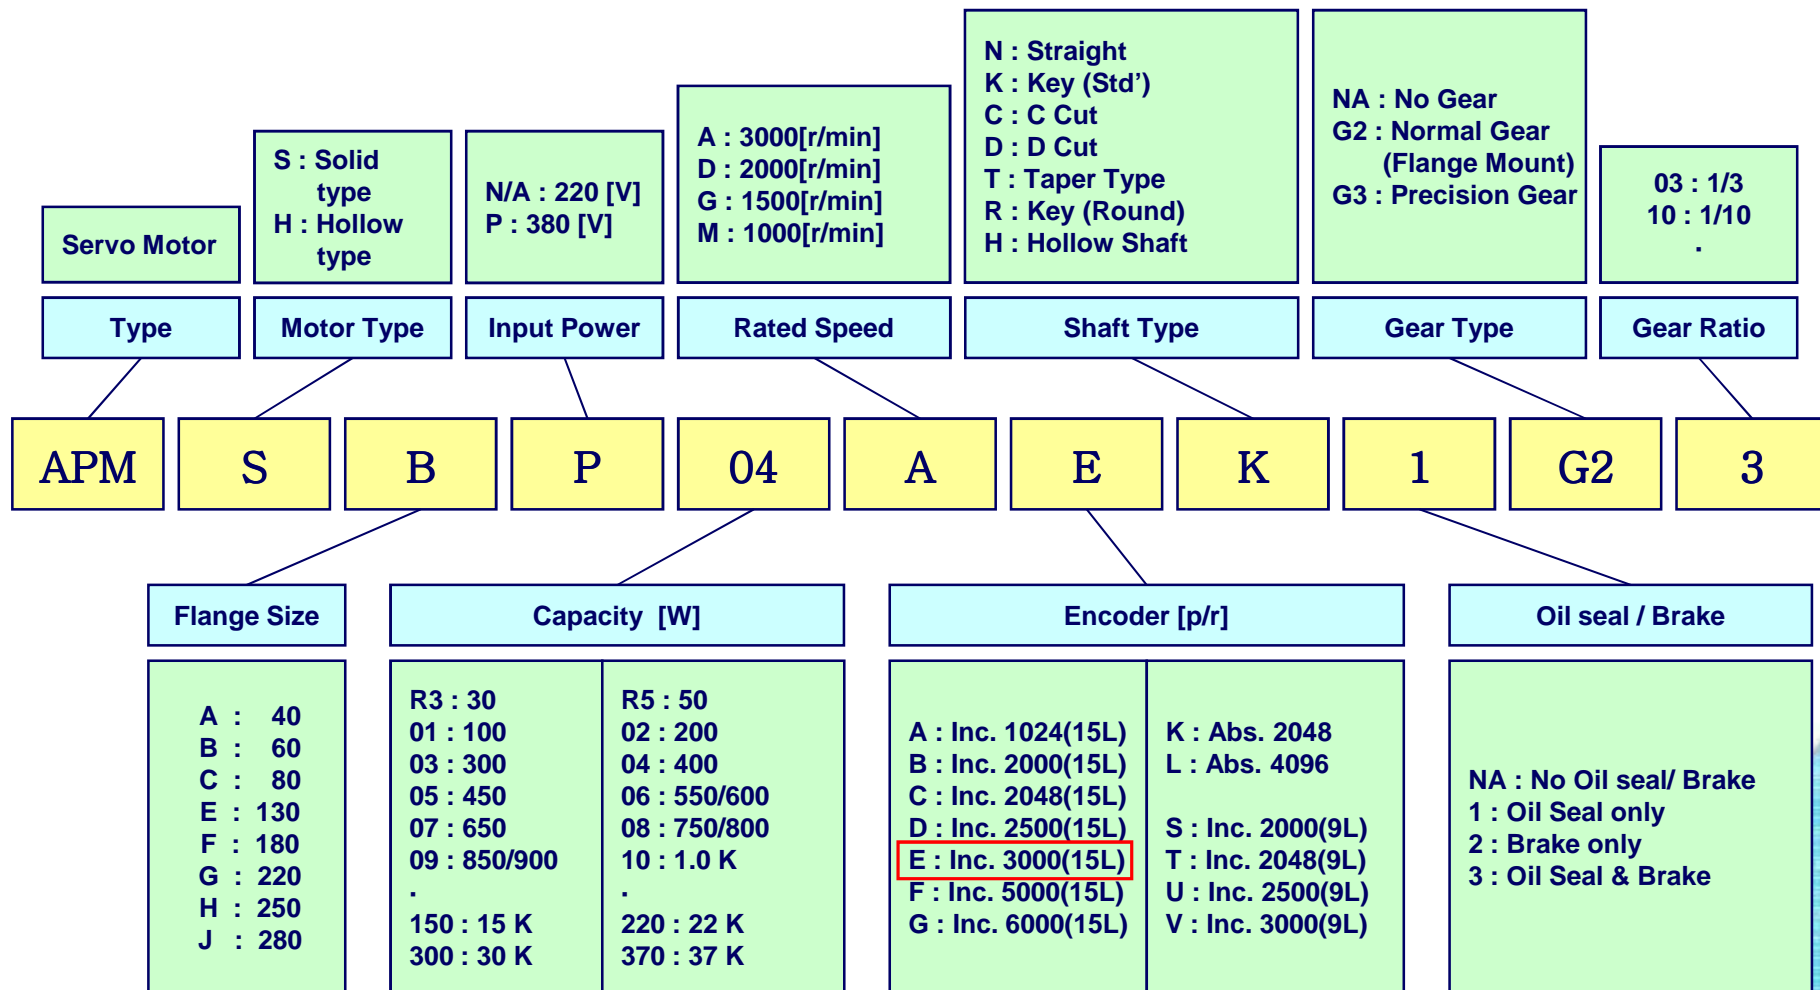 Servo Motor
S : Solid
type
H : Hollow
type
N/A : 220 [V]
P : 380 [V]
A : 3000[r/min]
D : 2000[r/min]
G : 1500[r/min]
M : 1000[r/min]
N : Straight
K : Key (Std’)
C : C Cut
D : D Cut
T : Taper Type
R : Key (Round)
H : Hollow Shaft
NA : No Gear
G2 : Normal Gear
(Flange Mount)
G3 : Precision Gear
03 : 1/3
10 : 1/10
.
Type
Motor Type
Input Power
Rated Speed
Shaft Type
Gear Type
Gear Ratio
APM
S
B
P
04
A
E
K
1
G2
3
Flange Size
Capacity [W]
Encoder [p/r]
Oil seal / Brake
A : 40
B : 60
C : 80
E : 130
F : 180
G : 220
H : 250
J : 280
R3 : 30
01 : 100
03 : 300
05 : 450
07 : 650
09 : 850/900
.
150 : 15 K
300 : 30 K
R5 : 50
02 : 200
04 : 400
06 : 550/600
08 : 750/800
10 : 1.0 K
.
220 : 22 K
370 : 37 K
A : Inc. 1024(15L)
B : Inc. 2000(15L)
C : Inc. 2048(15L)
D : Inc. 2500(15L)
E : Inc. 3000(15L)
F : Inc. 5000(15L)
G : Inc. 6000(15L)
K : Abs. 2048
L : Abs. 4096
S : Inc. 2000(9L)
T : Inc. 2048(9L)
U : Inc. 2500(9L)
V : Inc. 3000(9L)
NA : No Oil seal/ Brake
1 : Oil Seal only
2 : Brake only
3 : Oil Seal & Brake